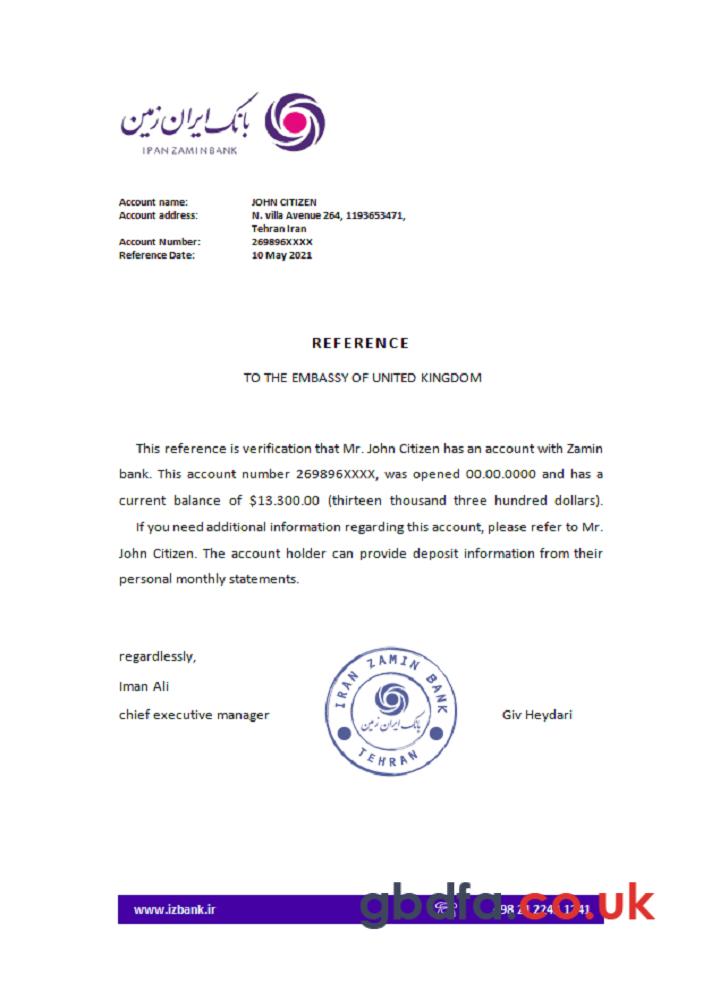 بانک ایران زمین
IRAN ZAMIN BANK
Account name: JOHN CITIZEN
Account address: N. villa Avenue 264, 1193653471,
Tehran Iran
Account Number: 269896XXXX
Reference Date: 10 May 2021
REFERENCE
TO THE EMBASSY OF UNITED KINGDOM
This reference is verification that Mr. John Citizen has an account with Zamin
bank. This account number 269896XXXX, was opened 00.00.0000 and has a
current balance of $13.300.00 (thirteen thousand three hundred dollars).
If you need additional information regarding this account, please refer to Mr.
John Citizen. The account holder can provide deposit information from their
personal monthly statements.
regardlessly,
Iman Ali
chief executive manager
IRAN ZAMIN BANK
بانک ایران زمین
TEHRAN
Giv Heydari
www.izbank.ir
gbdfa.co.uk